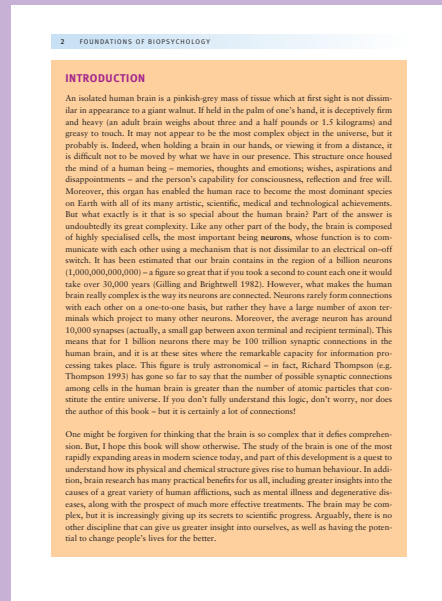 2 FOUNDATIONS OF BIOPSYCHOLOGY
INTRODUCTION
An isolated human brain is a pinkish-grey mass of tissue which at first sight is not dissim-
ilar in appearance to a giant walnut. If held in the palm of one's hand, it is deceptively firm
and heavy (an adult brain weighs about three and a half pounds or 1.5 kilograms) and
greasy to touch. It may not appear to be the most complex object in the universe, but it
probably is. Indeed, when holding a brain in our hands, or viewing it from a distance, it
is difficult not to be moved by what we have in our presence. This structure once housed
the mind of a human being – memories, thoughts and emotions; wishes, aspirations and
disappointments – and the person's capability for consciousness, reflection and free will.
Moreover, this organ has enabled the human race to become the most dominant species
on Earth with all of its many artistic, scientific, medical and technological achievements.
But what exactly is it that is so special about the human brain? Part of the answer is
undoubtedly its great complexity. Like any other part of the body, the brain is composed
of highly specialised cells, the most important being neurons, whose function is to com-
municate with each other using a mechanism that is not dissimilar to an electrical on–off
switch. It has been estimated that our brain contains in the region of a billion neurons
(1,000,000,000,000) – a figure so great that if you took a second to count each one it would
take over 30,000 years (Gilling and Brightwell 1982). However, what makes the human
brain really complex is the way its neurons are connected. Neurons rarely form connections
with each other on a one-to-one basis, but rather they have a large number of axon ter-
minals which project to many other neurons. Moreover, the average neuron has around
10,000 synapses (actually, a small gap between axon terminal and recipient terminal). This
means that for 1 billion neurons there may be 100 trillion synaptic connections in the
human brain, and it is at these sites where the remarkable capacity for information pro-
cessing takes place. This figure is truly astronomical – in fact, Richard Thompson (e.g.
Thompson 1993) has gone so far to say that the number of possible synaptic connections
among cells in the human brain is greater than the number of atomic particles that con-
stitute the entire universe. If you don't fully understand this logic, don't worry, nor does
the author of this book – but it is certainly a lot of connections!
One might be forgiven for thinking that the brain is so complex that it defies comprehen-
sion. But, I hope this book will show otherwise. The study of the brain is one of the most
rapidly expanding areas in modern science today, and part of this development is a quest to
understand how its physical and chemical structure gives rise to human behaviour. In addi-
tion, brain research has many practical benefits for us all, including greater insights into the
causes of a great variety of human afflictions, such as mental illness and degenerative dis-
eases, along with the prospect of much more effective treatments. The brain may be com-
plex, but it is increasingly giving up its secrets to scientific progress. Arguably, there is no
other discipline that can give us greater insight into ourselves, as well as having the poten-
tial to change people's lives for the better.